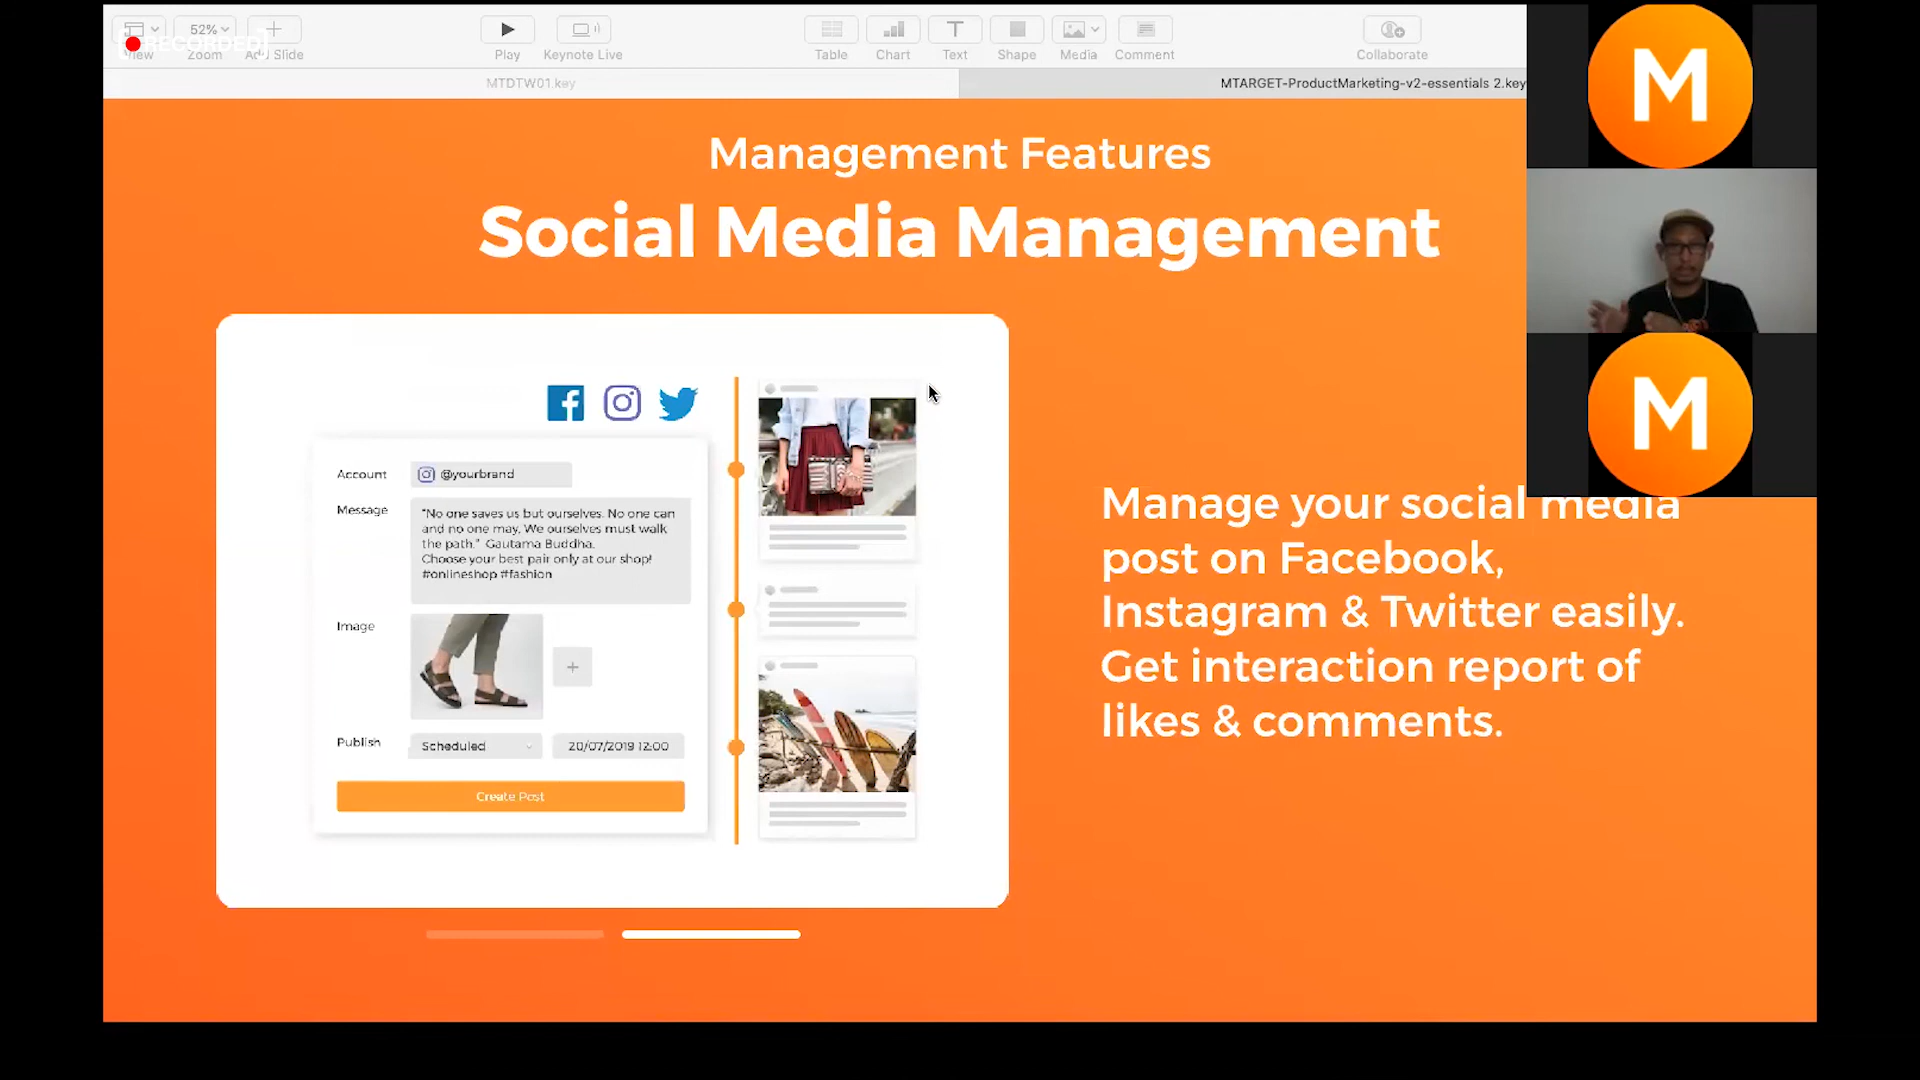 RECORDED
52%
View
Zoom
Add Slide
Play
Keynote Live
Table
Chart
Text
Shape
Media
Comment
Collaborate
MTDTW01.key
MTARGET-ProductMarketing-v2-essentials 2.key
Management Features
Social Media Management
M
M
Account
@yourbrand
Message
"No one saves us but ourselves. No one can
and no one may, We ourselves must walk
the path." Gautama Buddha.
Choose your best pair only at our shop!
#onlineshop #fashion
Image
+
Publish
Scheduled
20/07/2019 12.00
Create Post
Manage your social media
post on Facebook,
Instagram & Twitter easily.
Get interaction report of
likes & comments.